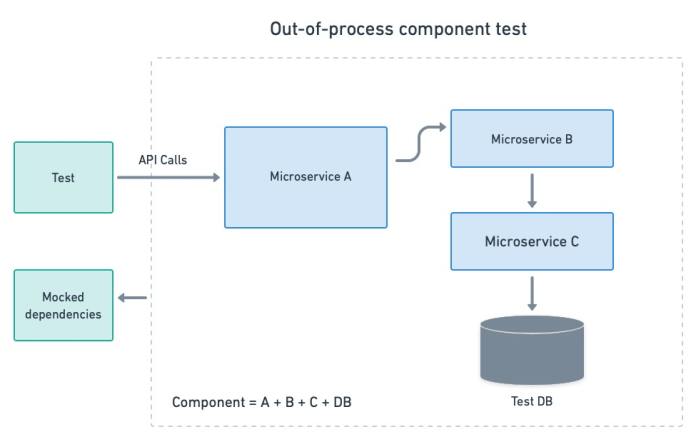 Out-of-process component test
API Calls
Test
Microservice A
Microservice B
Microservice C
Mocked
dependencies
Component = A + B + C + DB
Test DB